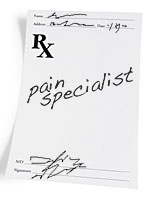 Name
Address Date
Rx
pain
specialist
M.D.
Signature